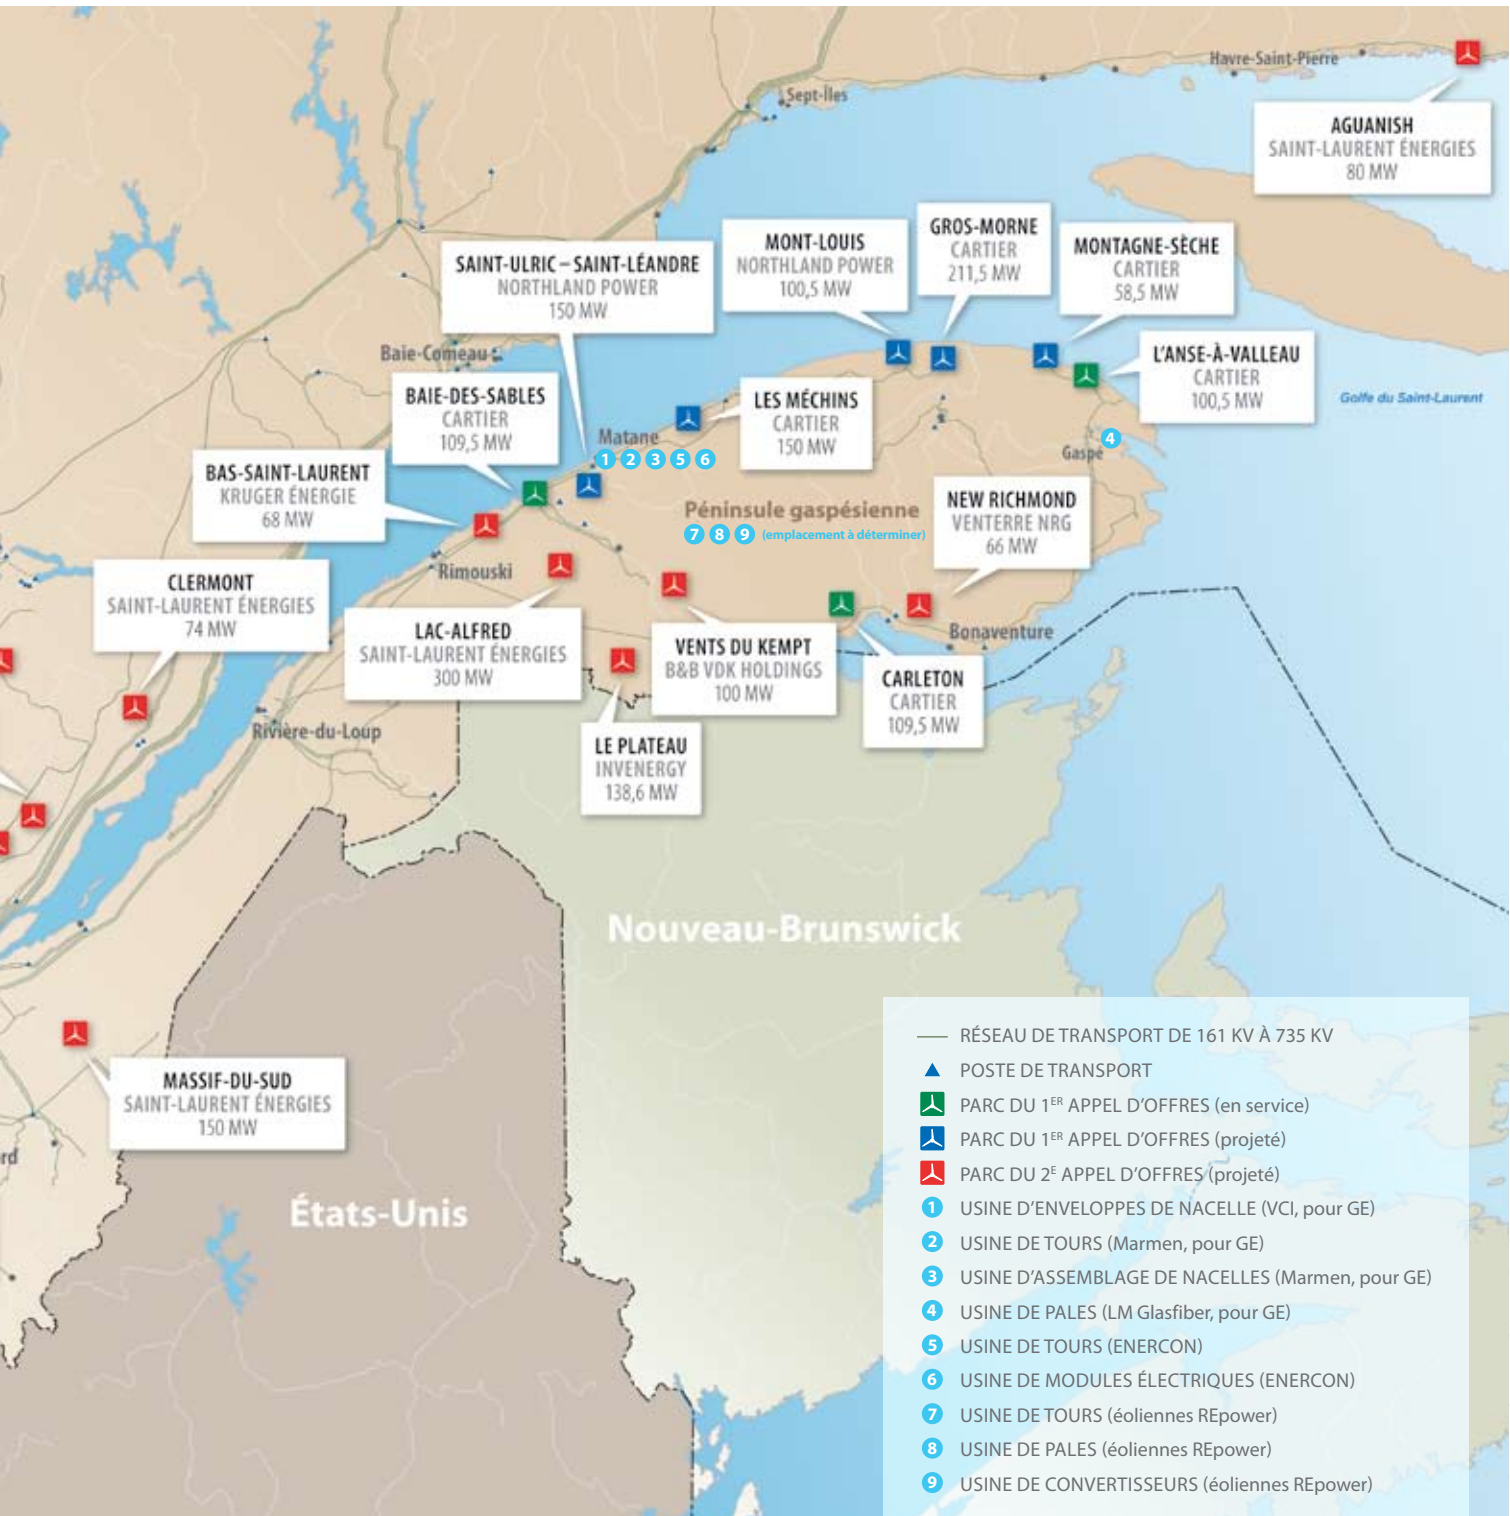 Havre-Saint-Pierre
Sept-Îles
AGUANISH
SAINT-LAURENT ÉNERGIES
80 MW
GROS-MORNE
CARTIER
211,5 MW
MONT-LOUIS
NORTHLAND POWER
100,5 MW
MONTAGNE-SÈCHE
CARTIER
58,5 MW
SAINT-ULRIC – SAINT-LÉANDRE
NORTHLAND POWER
150 MW
Baie-Comeau
L'ANSE-À-VALLEAU
CARTIER
100,5 MW
Golfe du Saint-Laurent
BAIE-DES-SABLES
CARTIER
109,5 MW
LES MÉCHINS
CARTIER
150 MW
Matane
1 2 3 5 6
4
Gaspé
BAS-SAINT-LAURENT
KRUGER ÉNERGIE
68 MW
Péninsule gaspésienne
7 8 9 (emplacement à déterminer)
NEW RICHMOND
VENTERRE NRG
66 MW
Rimouski
CLERMONT
SAINT-LAURENT ÉNERGIES
74 MW
LAC-ALFRED
SAINT-LAURENT ÉNERGIES
300 MW
VENTS DU KEMPT
B&B VDK HOLDINGS
100 MW
Bonaventure
CARLETON
CARTIER
109,5 MW
Rivière-du-Loup
LE PLATEAU
INVENERGY
138,6 MW
Nouveau-Brunswick
MASSIF-DU-SUD
SAINT-LAURENT ÉNERGIES
150 MW
rd
États-Unis
RÉSEAU DE TRANSPORT DE 161 KV À 735 KV
POSTE DE TRANSPORT
PARC DU 1ER APPEL D'OFFRES (en service)
PARC DU 1ER APPEL D'OFFRES (projeté)
PARC DU 2E APPEL D'OFFRES (projeté)
1 USINE D'ENVELOPPES DE NACELLE (VCI, pour GE)
2 USINE DE TOURS (Marmen, pour GE)
3 USINE D'ASSEMBLAGE DE NACELLES (Marmen, pour GE)
4 USINE DE PALES (LM Glasfiber, pour GE)
5 USINE DE TOURS (ENERCON)
6 USINE DE MODULES ÉLECTRIQUES (ENERCON)
7 USINE DE TOURS (éoliennes REpower)
8 USINE DE PALES (éoliennes REpower)
9 USINE DE CONVERTISSEURS (éoliennes REpower)